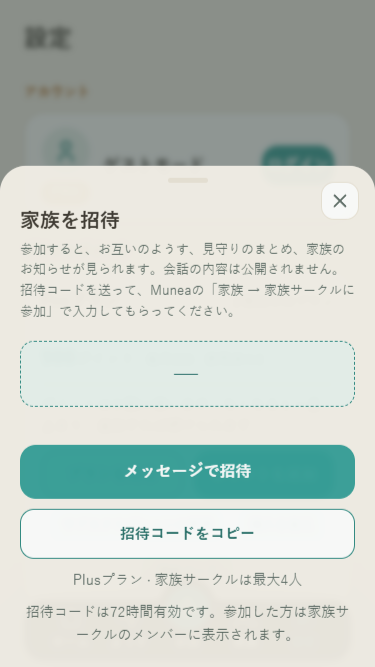 設定
アカウント
家族を招待
参加すると、お互いのようす、見守りのまとめ、家族の
お知らせが見られます。会話の内容は公開されません。
招待コードを送って、Muneaの「家族 → 家族サークルに
参加」で入力してもらってください。
—
メッセージで招待
招待コードをコピー
Plusプラン · 家族サークルは最大4人
招待コードは72時間有効です。参加した方は家族サ
ークルのメンバーに表示されます。